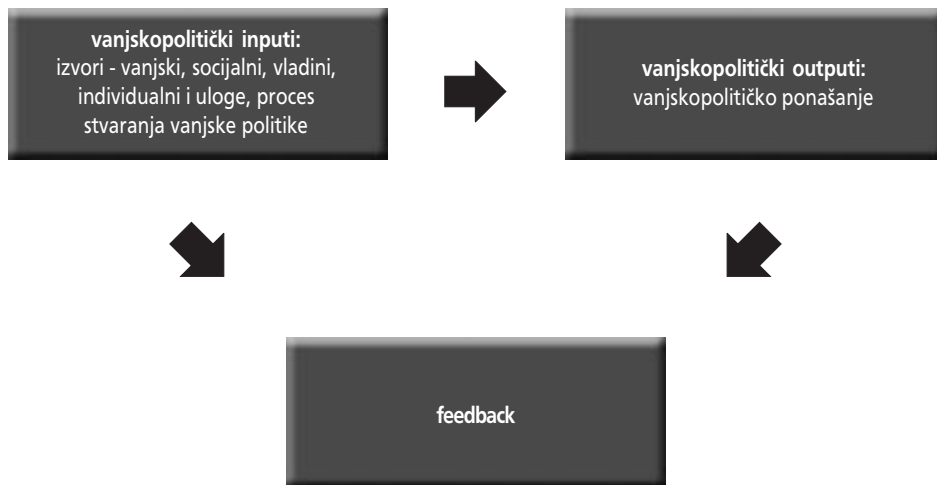 vanjskopolitički inputi:
izvori - vanjski, socijalni, vladini,
individualni i uloge, proces
stvaranja vanjske politike
vanjskopolitički outputi:
vanjskopolitičko ponašanje
feedback